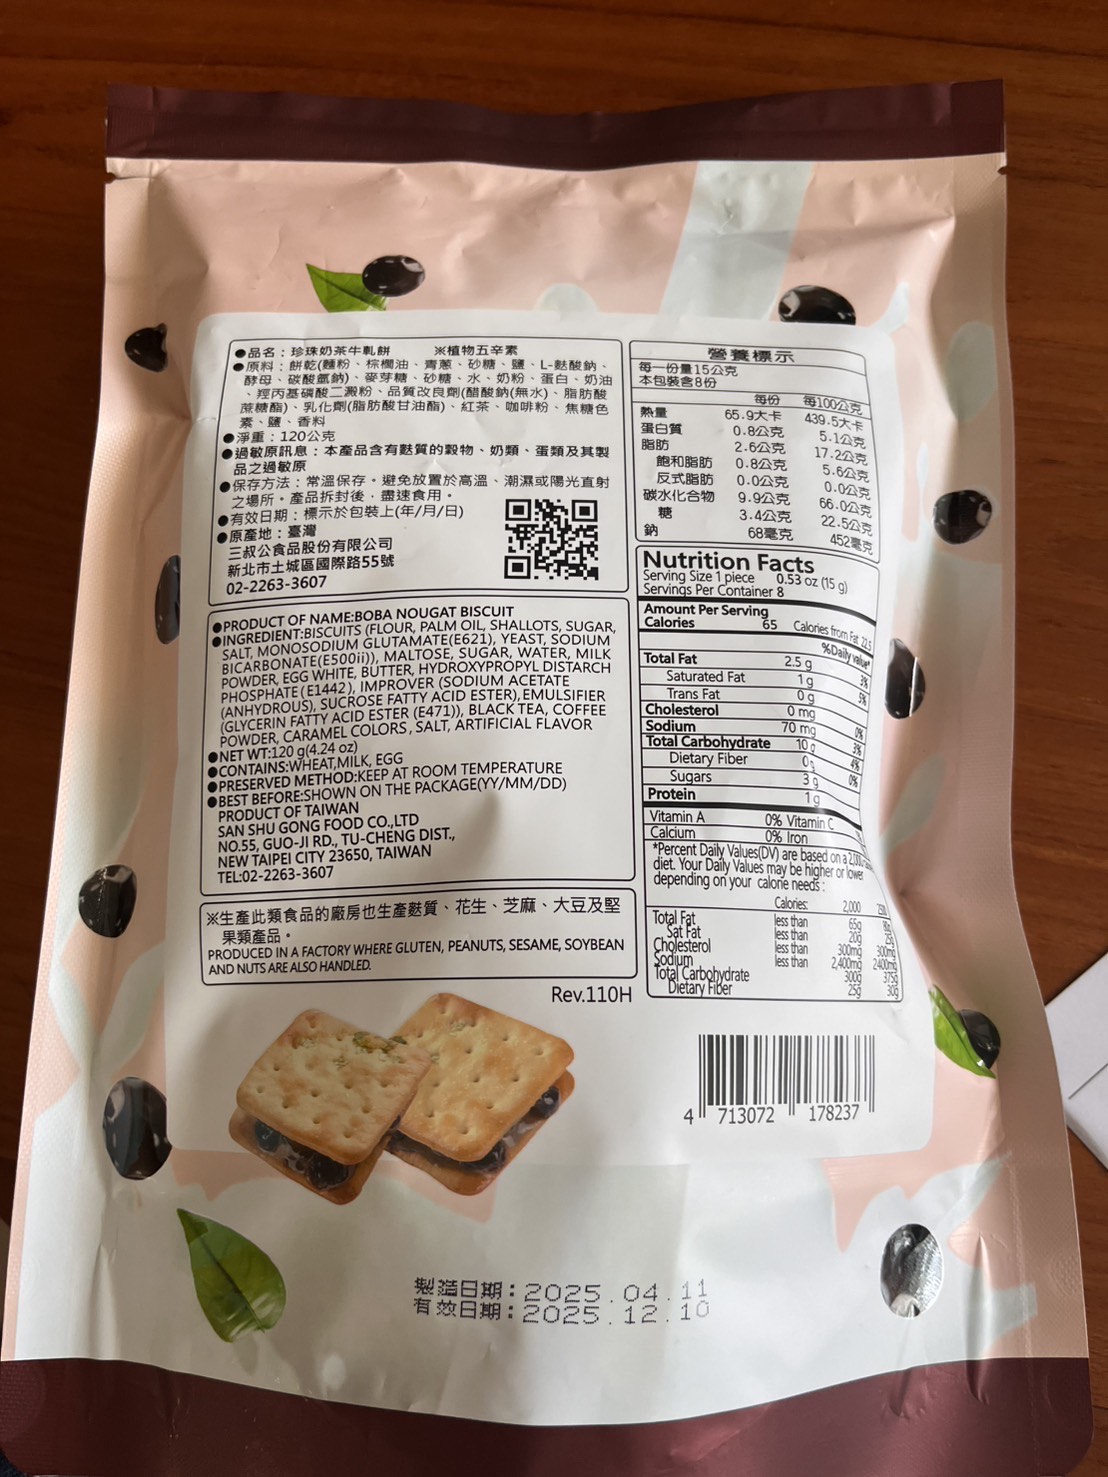 ●品名：珍珠奶茶牛軋餅 ※植物五辛素
●原料：餅乾(麵粉、棕櫚油、青蔥、砂糖、鹽、L-麩酸鈉、
酵母、碳酸氫鈉)、麥芽糖、砂糖、水、奶粉、蛋白、奶油
、羥丙基磷酸二澱粉、品質改良劑(醋酸鈉(無水)、脂肪酸
蔗糖酯)、乳化劑(脂肪酸甘油酯)、紅茶、咖啡粉、焦糖色
素、鹽、香料
●淨重：120公克
●過敏原訊息：本產品含有麩質的穀物、奶類、蛋類及其製
品之過敏原
●保存方法：常溫保存。避免放置於高溫、潮濕或陽光直射
之場所。產品拆封後，盡速食用。
●有效日期：標示於包裝上(年/月/日)
●原產地：臺灣
三叔公食品股份有限公司
新北市土城區國際路55號
02-2263-3607
●PRODUCT OF NAME:BOBA NOUGAT BISCUIT
●INGREDIENT:BISCUITS (FLOUR, PALM OIL, SHALLOTS, SUGAR,
SALT, MONOSODIUM GLUTAMATE(E621), YEAST, SODIUM
BICARBONATE(E500ii)), MALTOSE, SUGAR, WATER, MILK
POWDER, EGG WHITE, BUTTER, HYDROXYPROPYL DISTARCH
PHOSPHATE (E1442), IMPROVER (SODIUM ACETATE
(ANHYDROUS), SUCROSE FATTY ACID ESTER), EMULSIFIER
(GLYCERIN FATTY ACID ESTER (E471)), BLACK TEA, COFFEE
POWDER, CARAMEL COLORS, SALT, ARTIFICIAL FLAVOR
●NET WT:120 g(4.24 oz)
●CONTAINS:WHEAT,MILK, EGG
●PRESERVED METHOD:KEEP AT ROOM TEMPERATURE
●BEST BEFORE:SHOWN ON THE PACKAGE(YY/MM/DD)
PRODUCT OF TAIWAN
SAN SHU GONG FOOD CO.,LTD
NO.55, GUO-JI RD., TU-CHENG DIST.,
NEW TAIPEI CITY 23650, TAIWAN
TEL:02-2263-3607
※生產此類食品的廠房也生產麩質、花生、芝麻、大豆及堅
果類產品。
PRODUCED IN A FACTORY WHERE GLUTEN, PEANUTS, SESAME, SOYBEAN
AND NUTS ARE ALSO HANDLED.
Rev.110H
營養標示
每一份量15公克
本包裝含8份
每份 每100公克
熱量 65.9大卡 439.5大卡
蛋白質 0.8公克 5.1公克
脂肪 2.6公克 17.2公克
飽和脂肪 0.8公克 5.6公克
反式脂肪 0.0公克 0.0公克
碳水化合物 9.9公克 66.0公克
糖 3.4公克 22.5公克
鈉 68毫克 452毫克
Nutrition Facts
Serving Size 1 piece 0.53 oz (15 g)
Servings Per Container 8
Amount Per Serving
Calories 65 Calories from Fat 22.5
%Daily value*
Total Fat 2.5 g 3%
Saturated Fat 1 g 5%
Trans Fat 0 g
Cholesterol 0 mg 0%
Sodium 70 mg 3%
Total Carbohydrate 10 g 4%
Dietary Fiber 0g 0%
Sugars 3 g
Protein 1 g
Vitamin A 0% Vitamin C
Calcium 0% Iron
*Percent Daily Values(DV) are based on a 2,000
diet. Your Daily Values may be higher or lower
depending on your calorie needs :
Calories: 2,000
Total Fat less than 65g
Sat Fat less than 20g
Cholesterol less than 300mg 300mg
Sodium less than 2,400mg 2400mg
Total Carbohydrate 300g 375g
Dietary Fiber 25g 30g
4 713072 178237
製造日期：2025.04.11
有效日期：2025.12.10